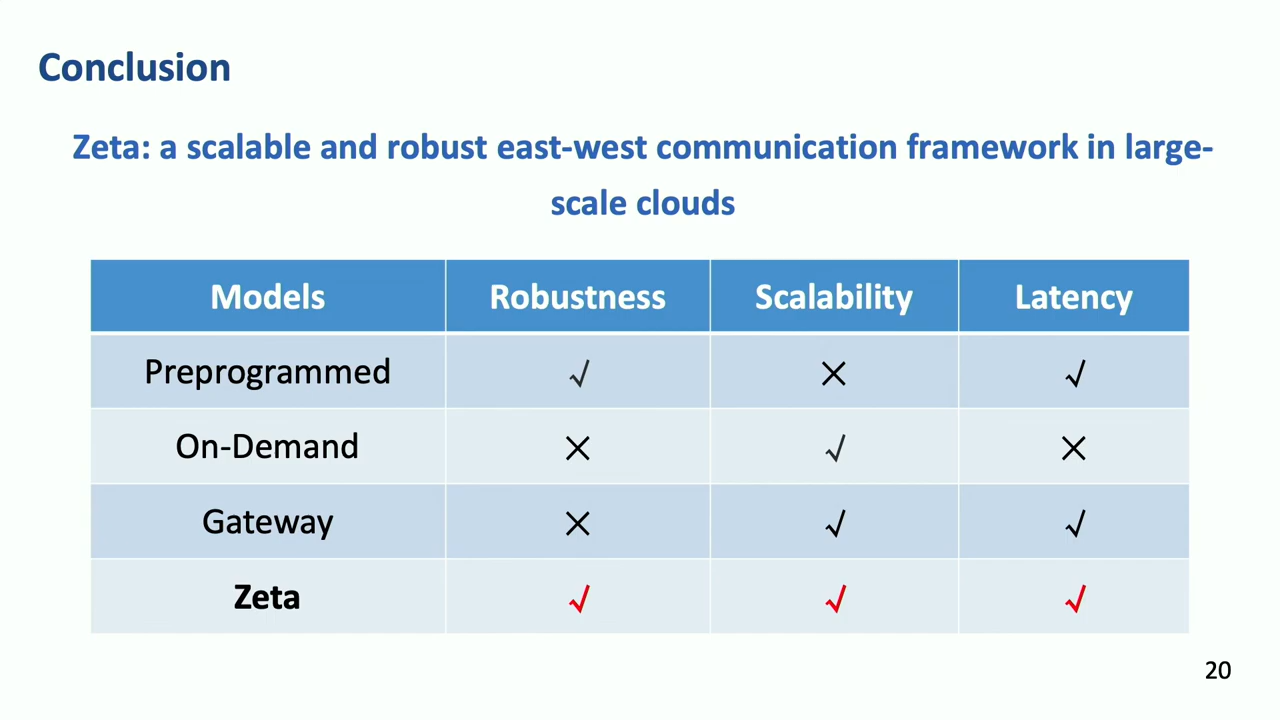 Conclusion
Zeta: a scalable and robust east-west communication framework in large-
scale clouds
Models Robustness Scalability Latency
Preprogrammed √ × √
On-Demand × √ ×
Gateway × √ √
Zeta √ √ √
20